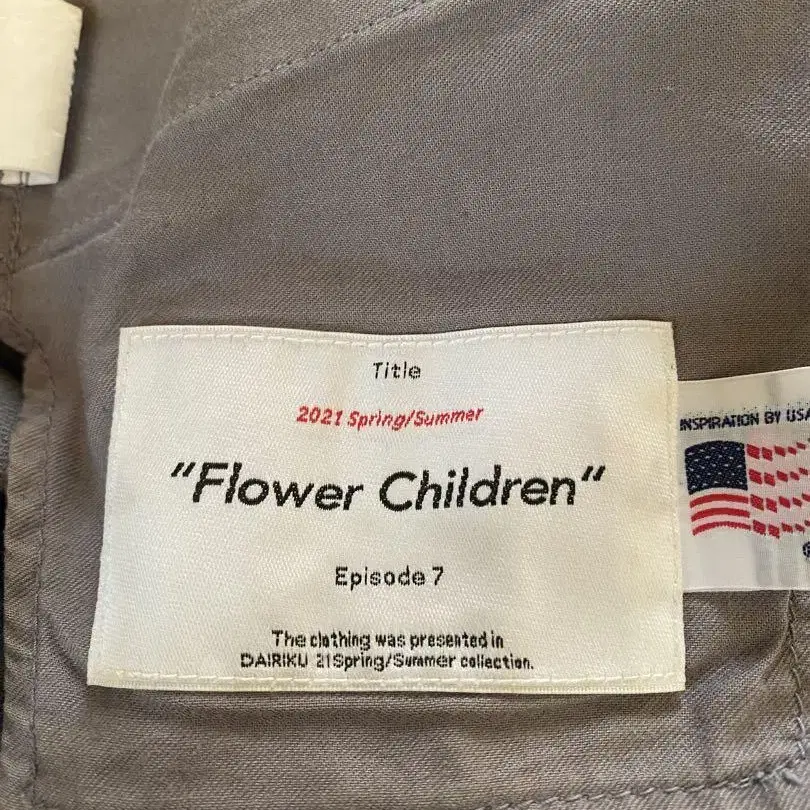 Title
2021 Spring/Summer
"Flower Children"
Episode 7
The clothing was presented in
DAIRIKU 21Spring/Summer collection.
INSPIRATION BY USA